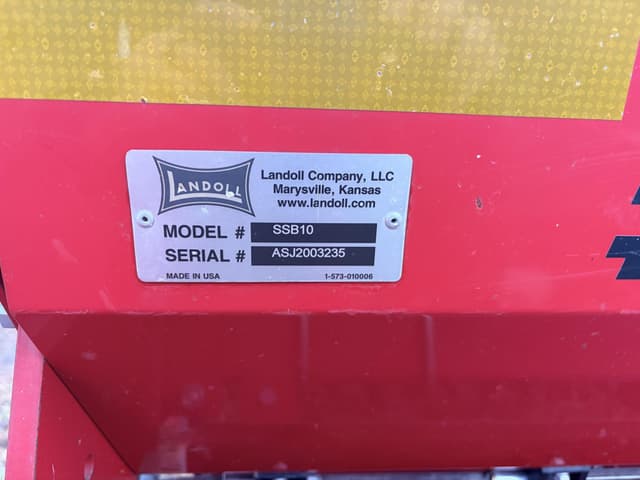 LANDOLL
Landoll Company, LLC
Marysville, Kansas
www.landoll.com
MODEL # SSB10
SERIAL # ASJ2003235
MADE IN USA 1-573-010006